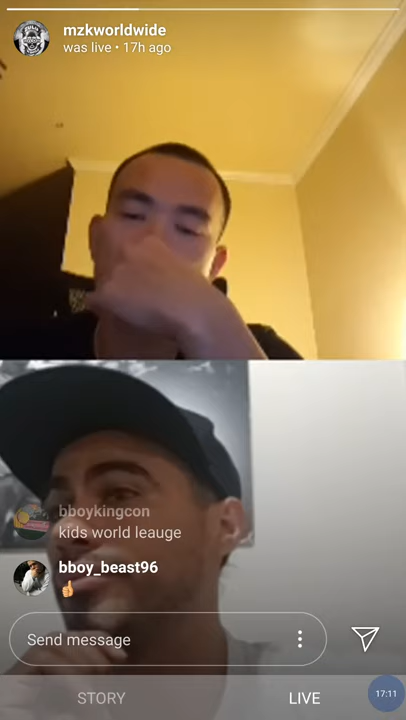 mzkworldwide
was live • 17h ago
bboykingcon
kids world leauge
bboy_beast96
👍
Send message
STORY
LIVE
17:11